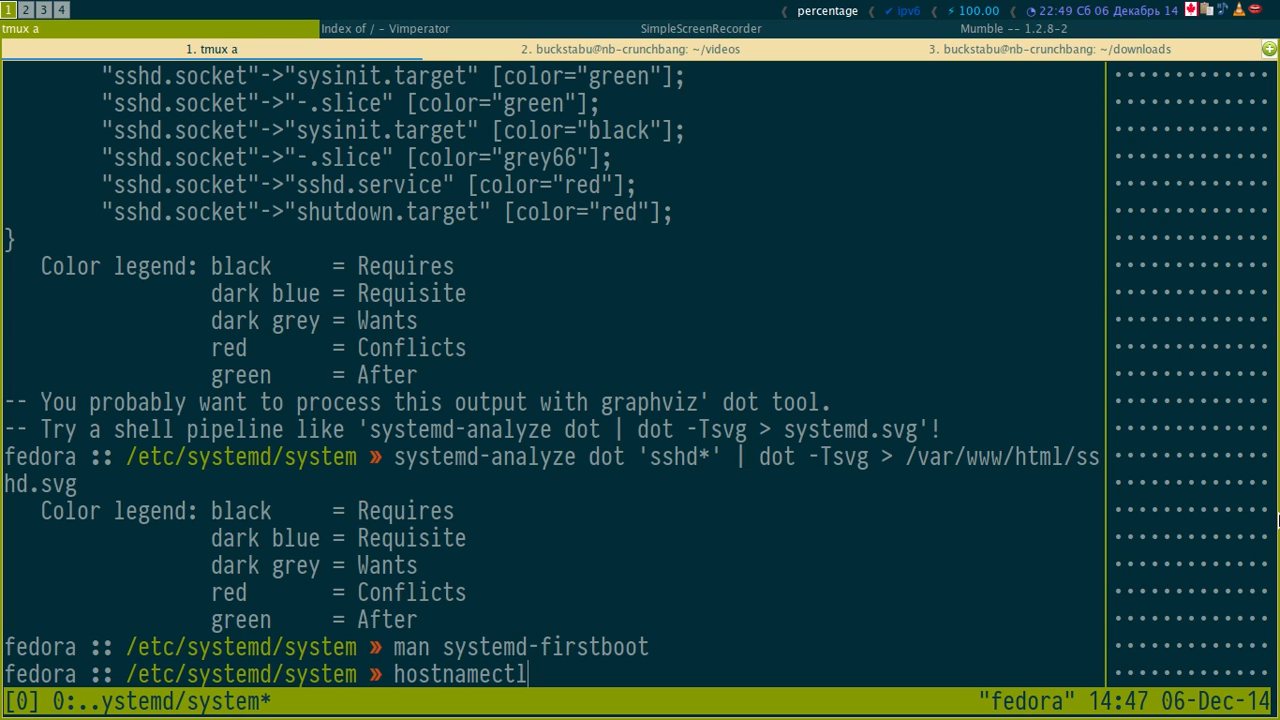 1 2 3 4 percentage ✔ ipv6 ⚡ 100.00 22:49 Сб 06 Декабрь 14
tmux a Index of / - Vimperator SimpleScreenRecorder Mumble -- 1.2.8-2
1. tmux a 2. buckstabu@nb-crunchbang: ~/videos 3. buckstabu@nb-crunchbang: ~/downloads
"sshd.socket"->"sysinit.target" [color="green"];
"sshd.socket"->"-.slice" [color="green"];
"sshd.socket"->"sysinit.target" [color="black"];
"sshd.socket"->"-.slice" [color="grey66"];
"sshd.socket"->"sshd.service" [color="red"];
"sshd.socket"->"shutdown.target" [color="red"];
}
Color legend: black = Requires
dark blue = Requisite
dark grey = Wants
red = Conflicts
green = After
-- You probably want to process this output with graphviz' dot tool.
-- Try a shell pipeline like 'systemd-analyze dot | dot -Tsvg > systemd.svg'!
fedora :: /etc/systemd/system » systemd-analyze dot 'sshd*' | dot -Tsvg > /var/www/html/ss
hd.svg
Color legend: black = Requires
dark blue = Requisite
dark grey = Wants
red = Conflicts
green = After
fedora :: /etc/systemd/system » man systemd-firstboot
fedora :: /etc/systemd/system » hostnamectl
[0] 0:..ystemd/system* "fedora" 14:47 06-Dec-14